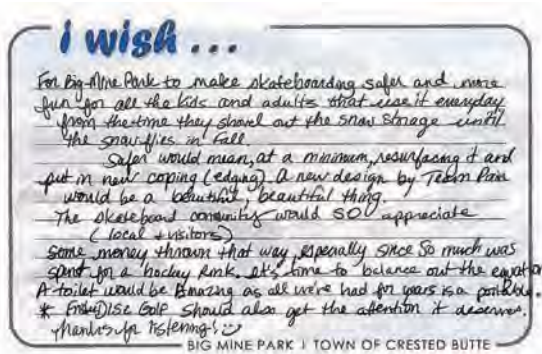 i wish ...
For Big Mine Park to make skateboarding safer and more
fun for all the kids and adults that use it everyday
from the time they shovel out the snow storage until
the snow flies in Fall.
Safer would mean, at a minimum, resurfacing it and
put in new coping (edging). A new design by Team Pain
would be a beautiful, beautiful thing.
The skateboard community would SO appreciate
(local + visitors)
some money thrown that way, especially since so much was
spent for a hockey rink, it's time to balance out the equation
A toilet would be Amazing as all we've had for years is a portapotty.
* Frisbee/Disc Golf should also get the attention it deserves.
Thanks for listening! :)
BIG MINE PARK | TOWN OF CRESTED BUTTE